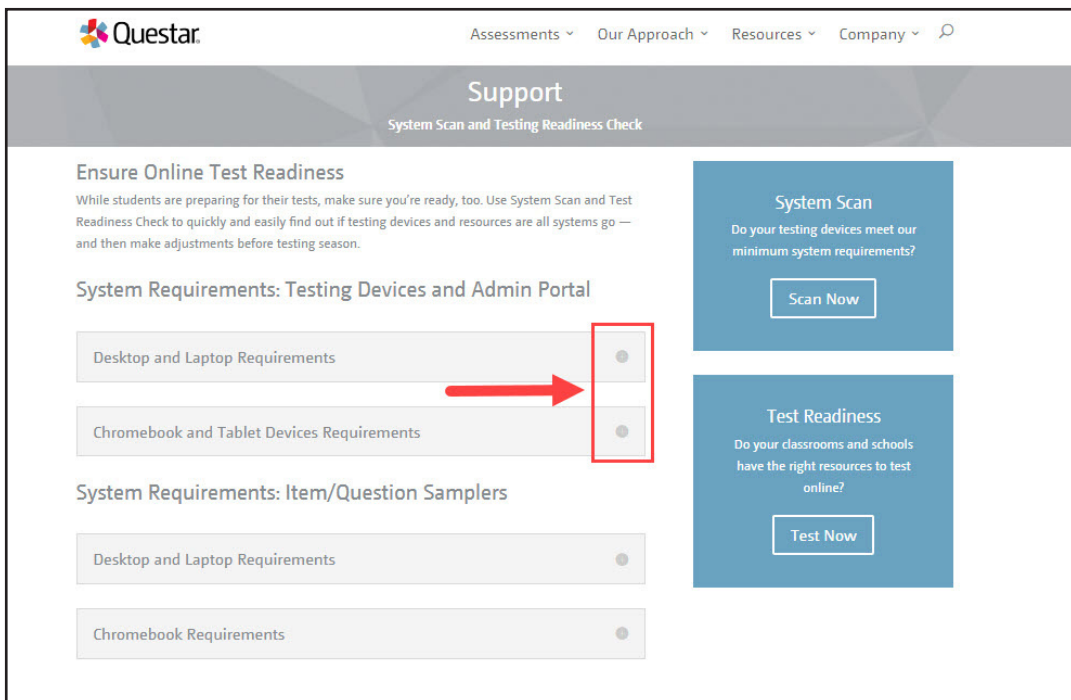 Questar.
Assessments Our Approach Resources Company
Support
System Scan and Testing Readiness Check
Ensure Online Test Readiness
While students are preparing for their tests, make sure you're ready, too. Use System Scan and Test
Readiness Check to quickly and easily find out if testing devices and resources are all systems go —
and then make adjustments before testing season.
System Requirements: Testing Devices and Admin Portal
Desktop and Laptop Requirements
Chromebook and Tablet Devices Requirements
System Requirements: Item/Question Samplers
Desktop and Laptop Requirements
Chromebook Requirements
System Scan
Do your testing devices meet our
minimum system requirements?
Scan Now
Test Readiness
Do your classrooms and schools
have the right resources to test
online?
Test Now